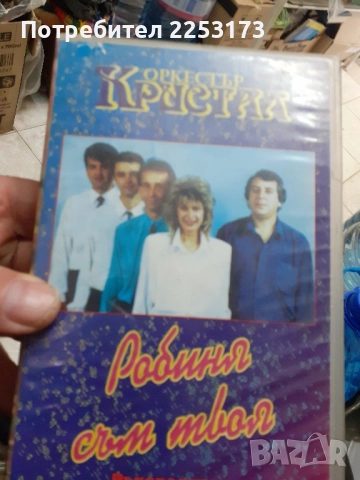 Потребител 2253173
ОРКЕСТЪР
КРИСТАЛ
Робиня
съм твоя
BAZAR